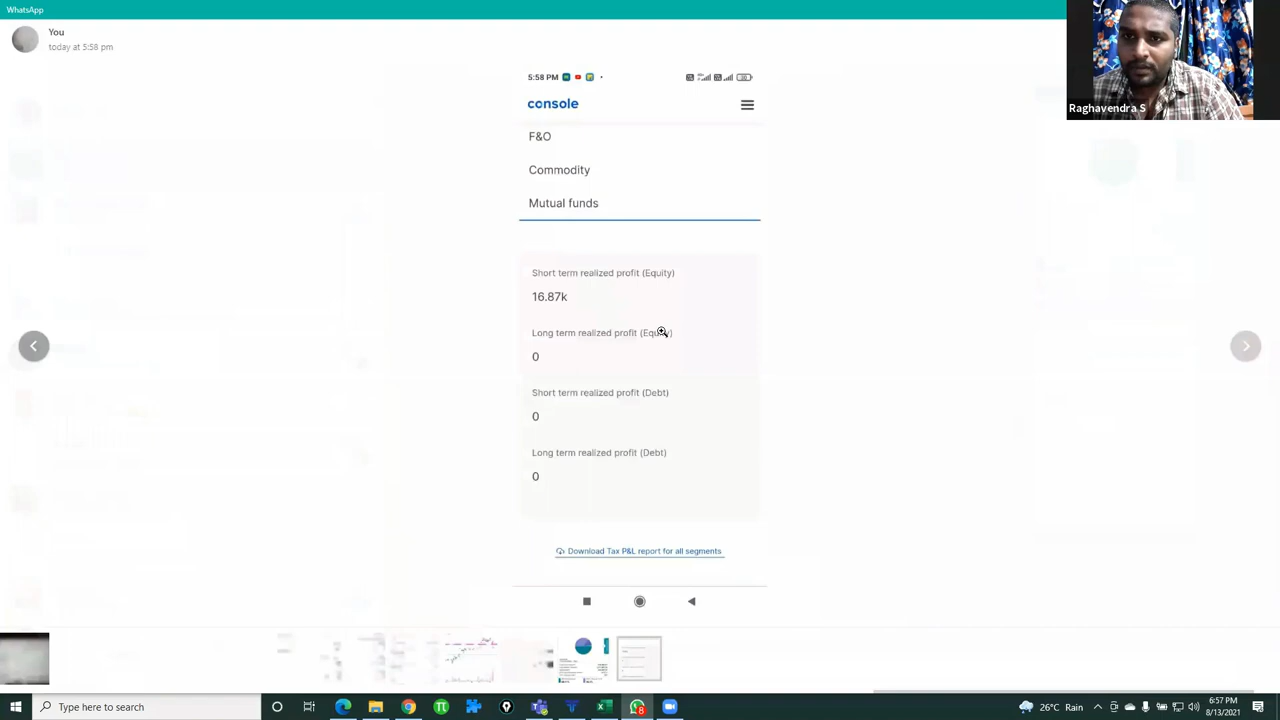 WhatsApp
You
today at 5:58 pm
Raghavendra S
5:58 PM
console
F&O
Commodity
Mutual funds
Short term realized profit (Equity)
16.87k
Long term realized profit (Equity)
0
Short term realized profit (Debt)
0
Long term realized profit (Debt)
0
Download Tax P&L report for all segments
Type here to search
8
26°C Rain
6:57 PM
8/13/2021